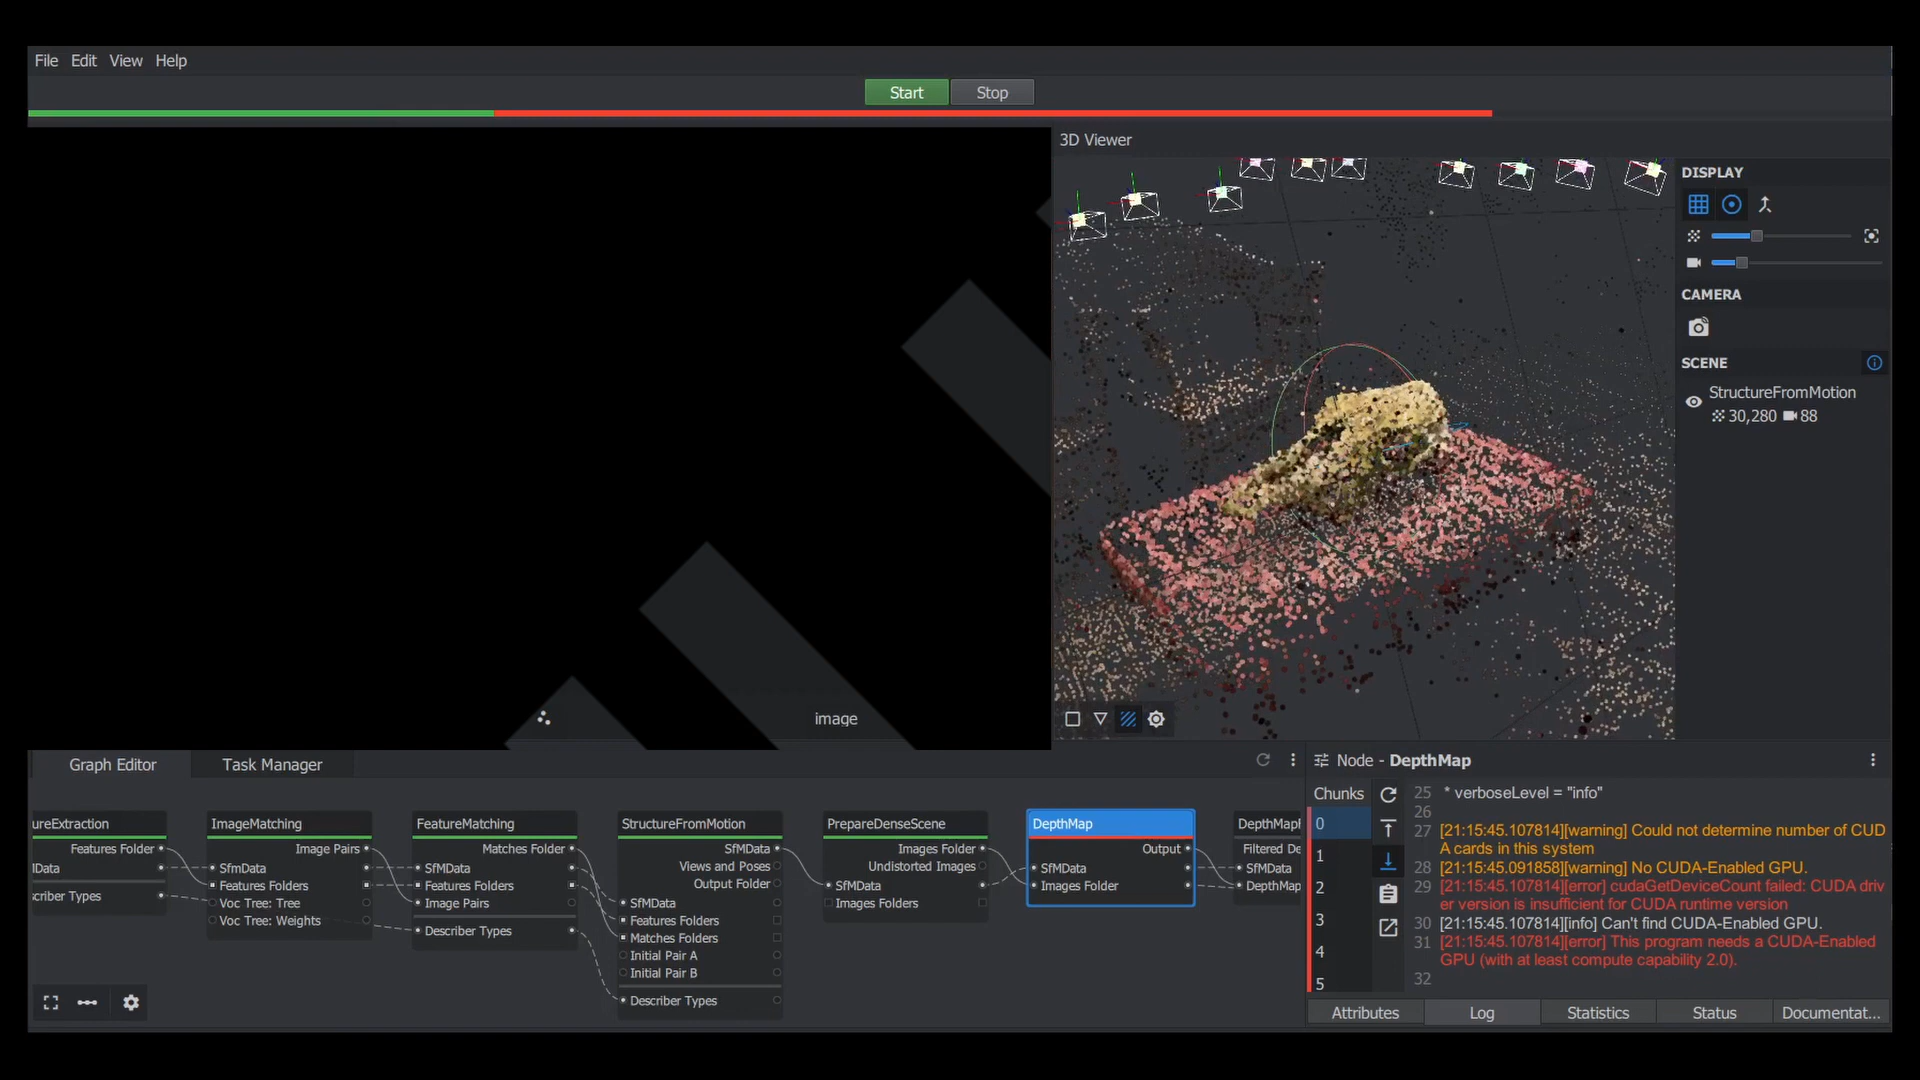 File Edit View Help
Start Stop
3D Viewer
DISPLAY
CAMERA
SCENE
StructureFromMotion
30,280 88
image
Graph Editor Task Manager
ureExtraction
Features Folder
Data
scriber Types
ImageMatching
Image Pairs
SfmData
Features Folders
Voc Tree: Tree
Voc Tree: Weights
FeatureMatching
Matches Folder
SfMData
Features Folders
Image Pairs
Describer Types
StructureFromMotion
SfMData
Views and Poses
Output Folder
SfMData
Features Folders
Matches Folders
Initial Pair A
Initial Pair B
Describer Types
PrepareDenseScene
Images Folder
Undistorted Images
SfMData
Images Folders
DepthMap
Output
SfMData
Images Folder
DepthMap
Filtered De
SfMData
DepthMap
Node - DepthMap
Chunks
0
1
2
3
4
5
25 * verboseLevel = "info"
26
27 [21:15:45.107814][warning] Could not determine number of CUD
A cards in this system
28 [21:15:45.091858][warning] No CUDA-Enabled GPU.
29 [21:15:45.107814][error] cudaGetDeviceCount failed: CUDA driv
er version is insufficient for CUDA runtime version
30 [21:15:45.107814][info] Can't find CUDA-Enabled GPU.
31 [21:15:45.107814][error] This program needs a CUDA-Enabled
GPU (with at least compute capability 2.0).
32
Attributes Log Statistics Status Documentat...